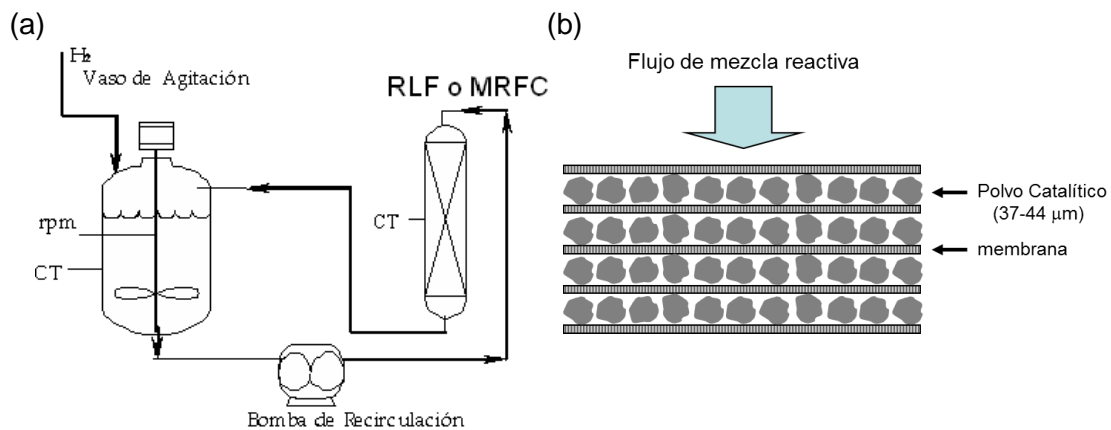 (a)
H₂
Vaso de Agitación
RLF o MRFC
rpm
CT
CT
Bomba de Recirculación
(b)
Flujo de mezcla reactiva
Polvo Catalítico
(37-44 μm)
membrana